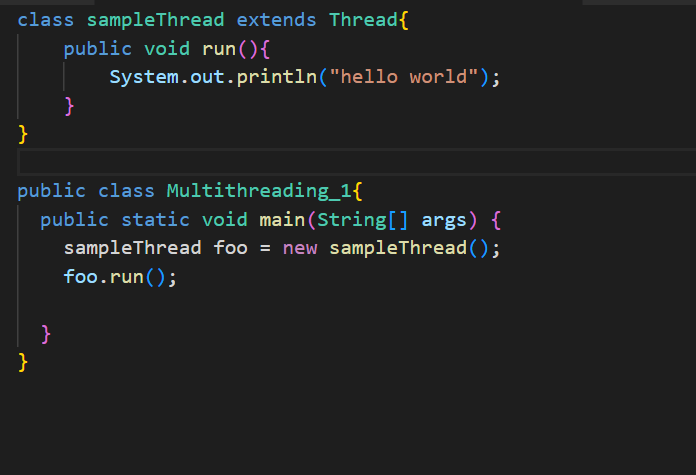 class sampleThread extends Thread{
    public void run(){
        System.out.println("hello world");
    }
}

public class Multithreading_1{
  public static void main(String[] args) {
    sampleThread foo = new sampleThread();
    foo.run();

  }
}